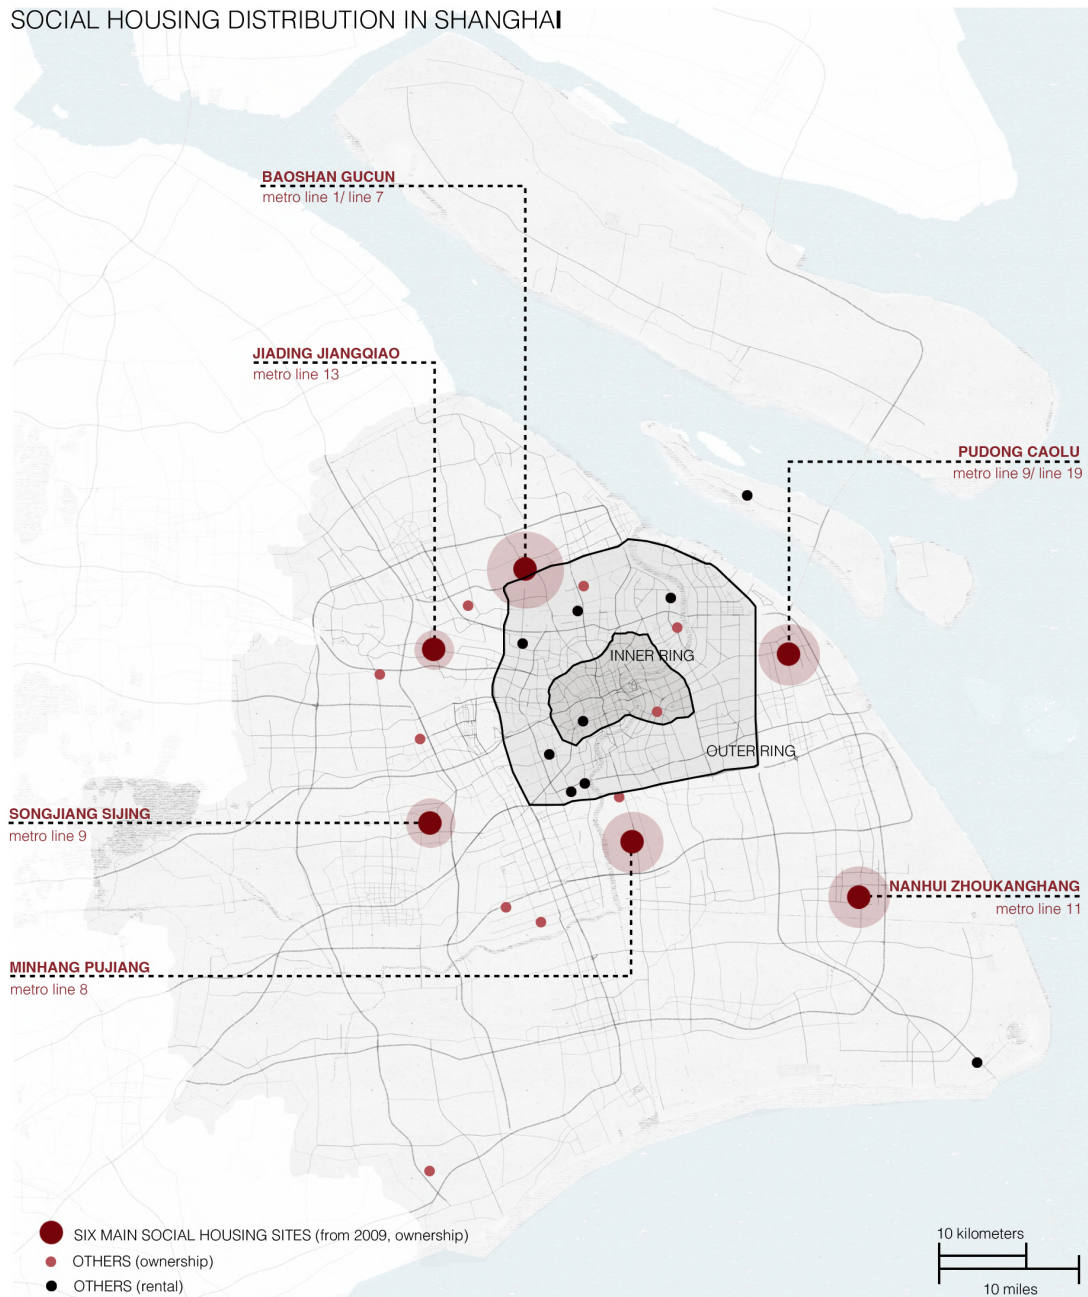 SOCIAL HOUSING DISTRIBUTION IN SHANGHAI
BAOSHAN GUCUN
metro line 1/ line 7
JIADING JIANGQIAO
metro line 13
PUDONG CAOLU
metro line 9/ line 19
INNER RING
OUTER RING
SONGJIANG SIJING
metro line 9
NANHUI ZHOUKANGHANG
metro line 11
MINHANG PUJIANG
metro line 8
SIX MAIN SOCIAL HOUSING SITES (from 2009, ownership)
OTHERS (ownership)
OTHERS (rental)
10 kilometers
10 miles